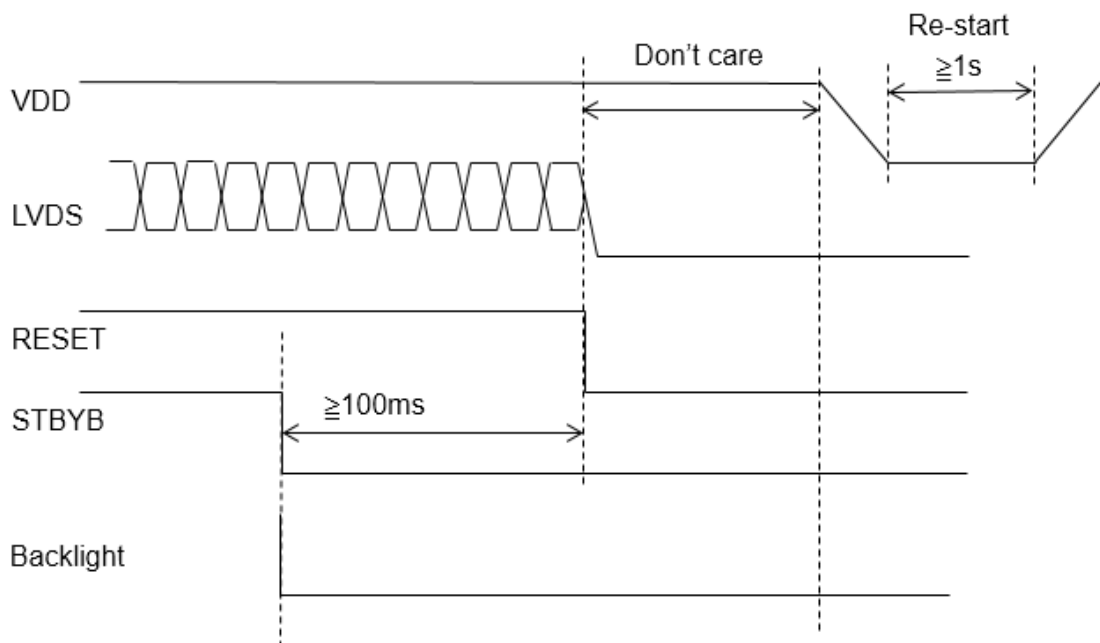 Re-start
Don't care
≧1s
VDD
LVDS
RESET
≧100ms
STBYB
Backlight